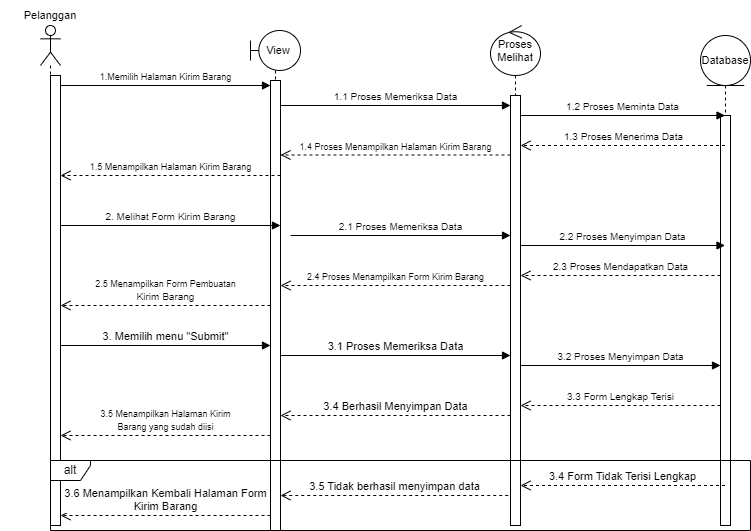 Pelanggan
View
Proses
Melihat
Database
1.Memilih Halaman Kirim Barang
1.1 Proses Memeriksa Data
1.2 Proses Meminta Data
1.3 Proses Menerima Data
1.4 Proses Menampilkan Halaman Kirim Barang
1.5 Menampilkan Halaman Kirim Barang
2. Melihat Form Kirim Barang
2.1 Proses Memeriksa Data
2.2 Proses Menyimpan Data
2.3 Proses Mendapatkan Data
2.4 Proses Menampilkan Form Kirim Barang
2.5 Menampilkan Form Pembuatan
Kirim Barang
3. Memilih menu "Submit"
3.1 Proses Memeriksa Data
3.2 Proses Menyimpan Data
3.3 Form Lengkap Terisi
3.4 Berhasil Menyimpan Data
3.5 Menampilkan Halaman Kirim
Barang yang sudah diisi
alt
3.4 Form Tidak Terisi Lengkap
3.5 Tidak berhasil menyimpan data
3.6 Menampilkan Kembali Halaman Form
Kirim Barang